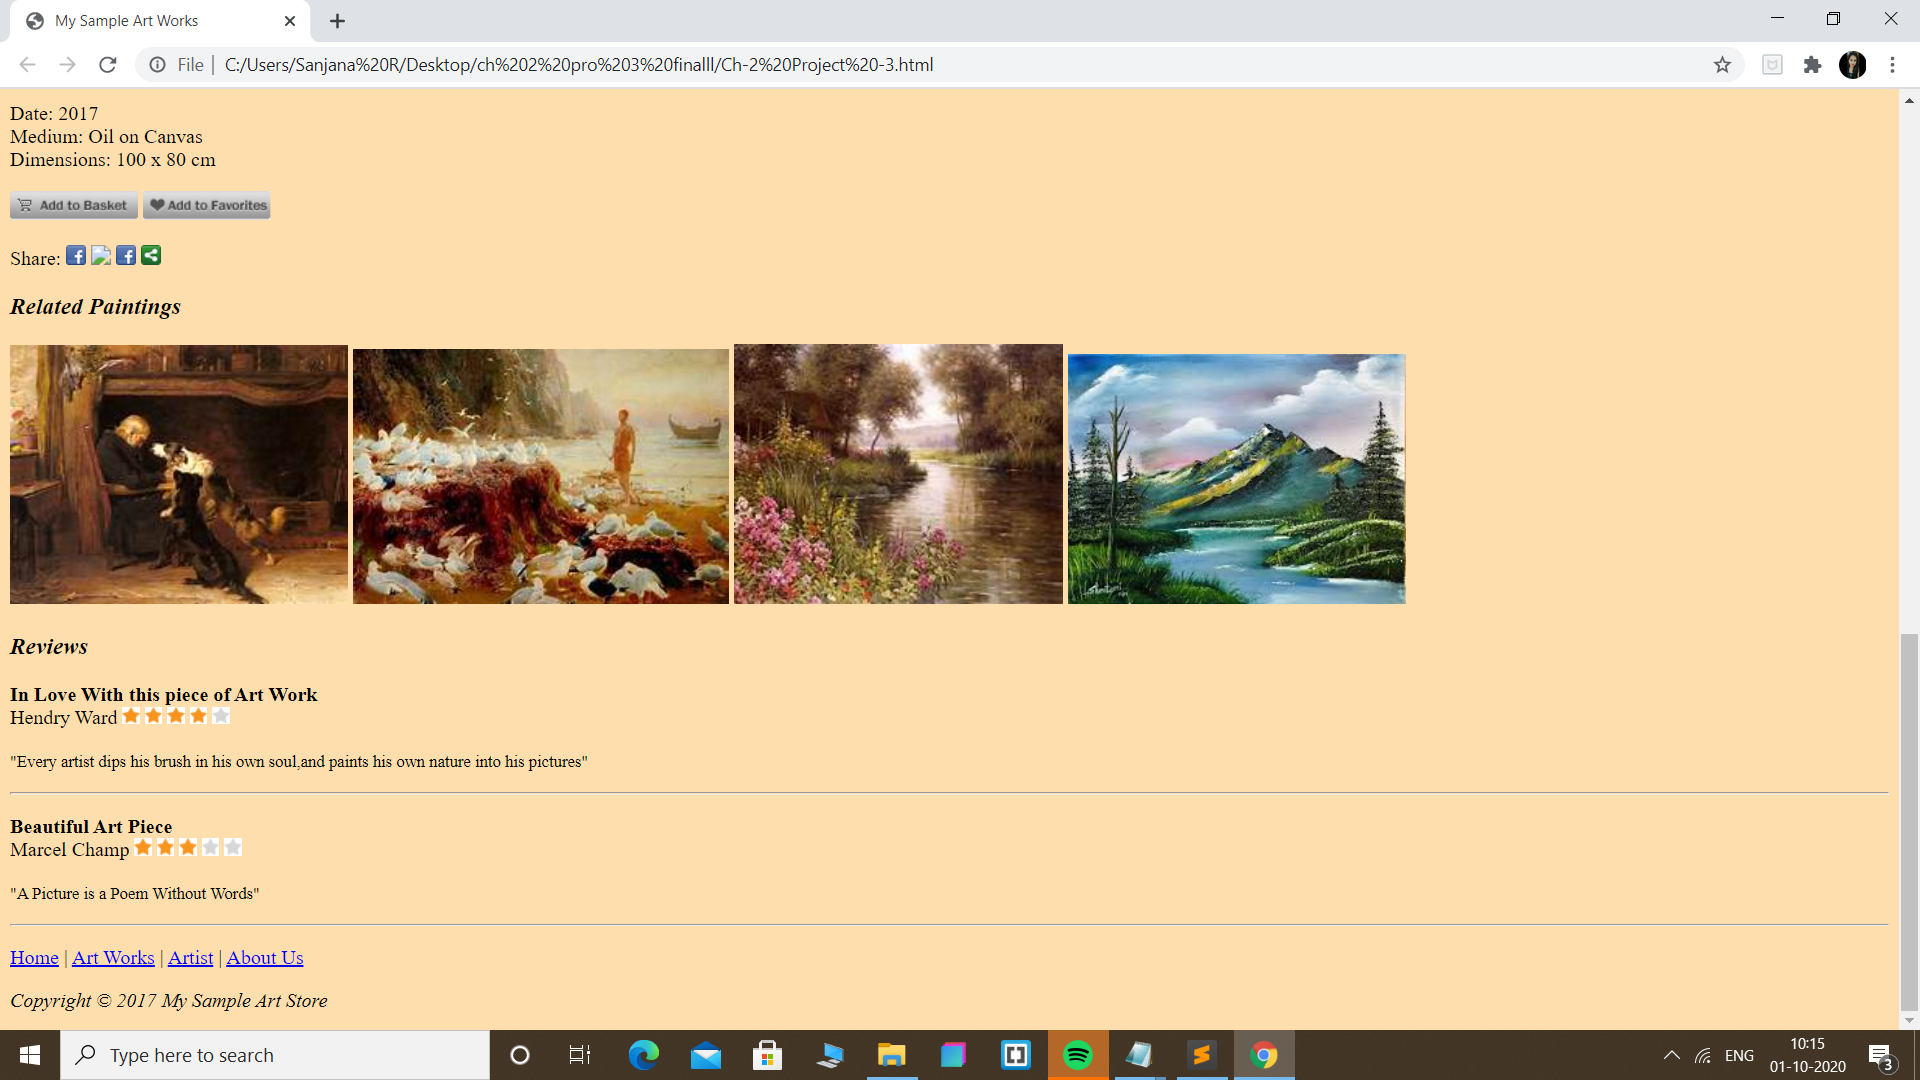 My Sample Art Works
File | C:/Users/Sanjana%20R/Desktop/ch%202%20pro%203%20finalll/Ch-2%20Project%20-3.html
Date: 2017
Medium: Oil on Canvas
Dimensions: 100 x 80 cm
Add to Basket Add to Favorites
Share:
Related Paintings
Reviews
In Love With this piece of Art Work
Hendry Ward
"Every artist dips his brush in his own soul,and paints his own nature into his pictures"
Beautiful Art Piece
Marcel Champ
"A Picture is a Poem Without Words"
Home | Art Works | Artist | About Us
Copyright © 2017 My Sample Art Store
Type here to search
ENG
10:15
01-10-2020
3